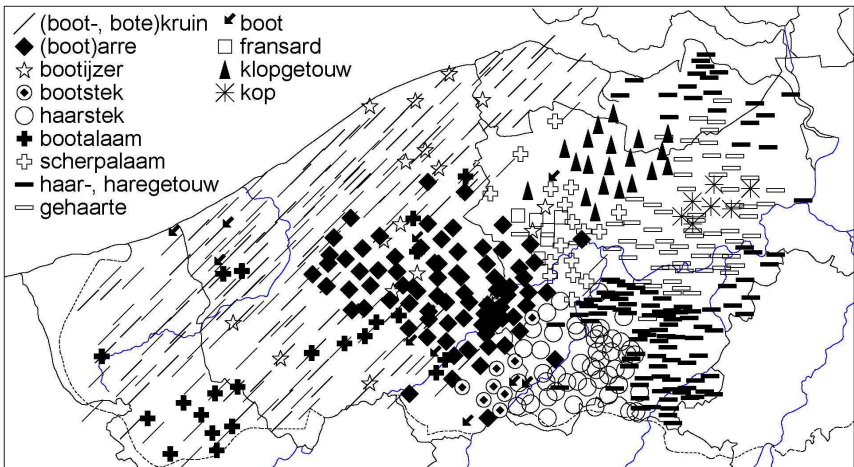 (boot-, bote)kruin
(boot)arre
bootijzer
bootstek
haarstek
bootalaam
scherpalaam
haar-, haregetouw
gehaarte
boot
fransard
klopgetouw
kop